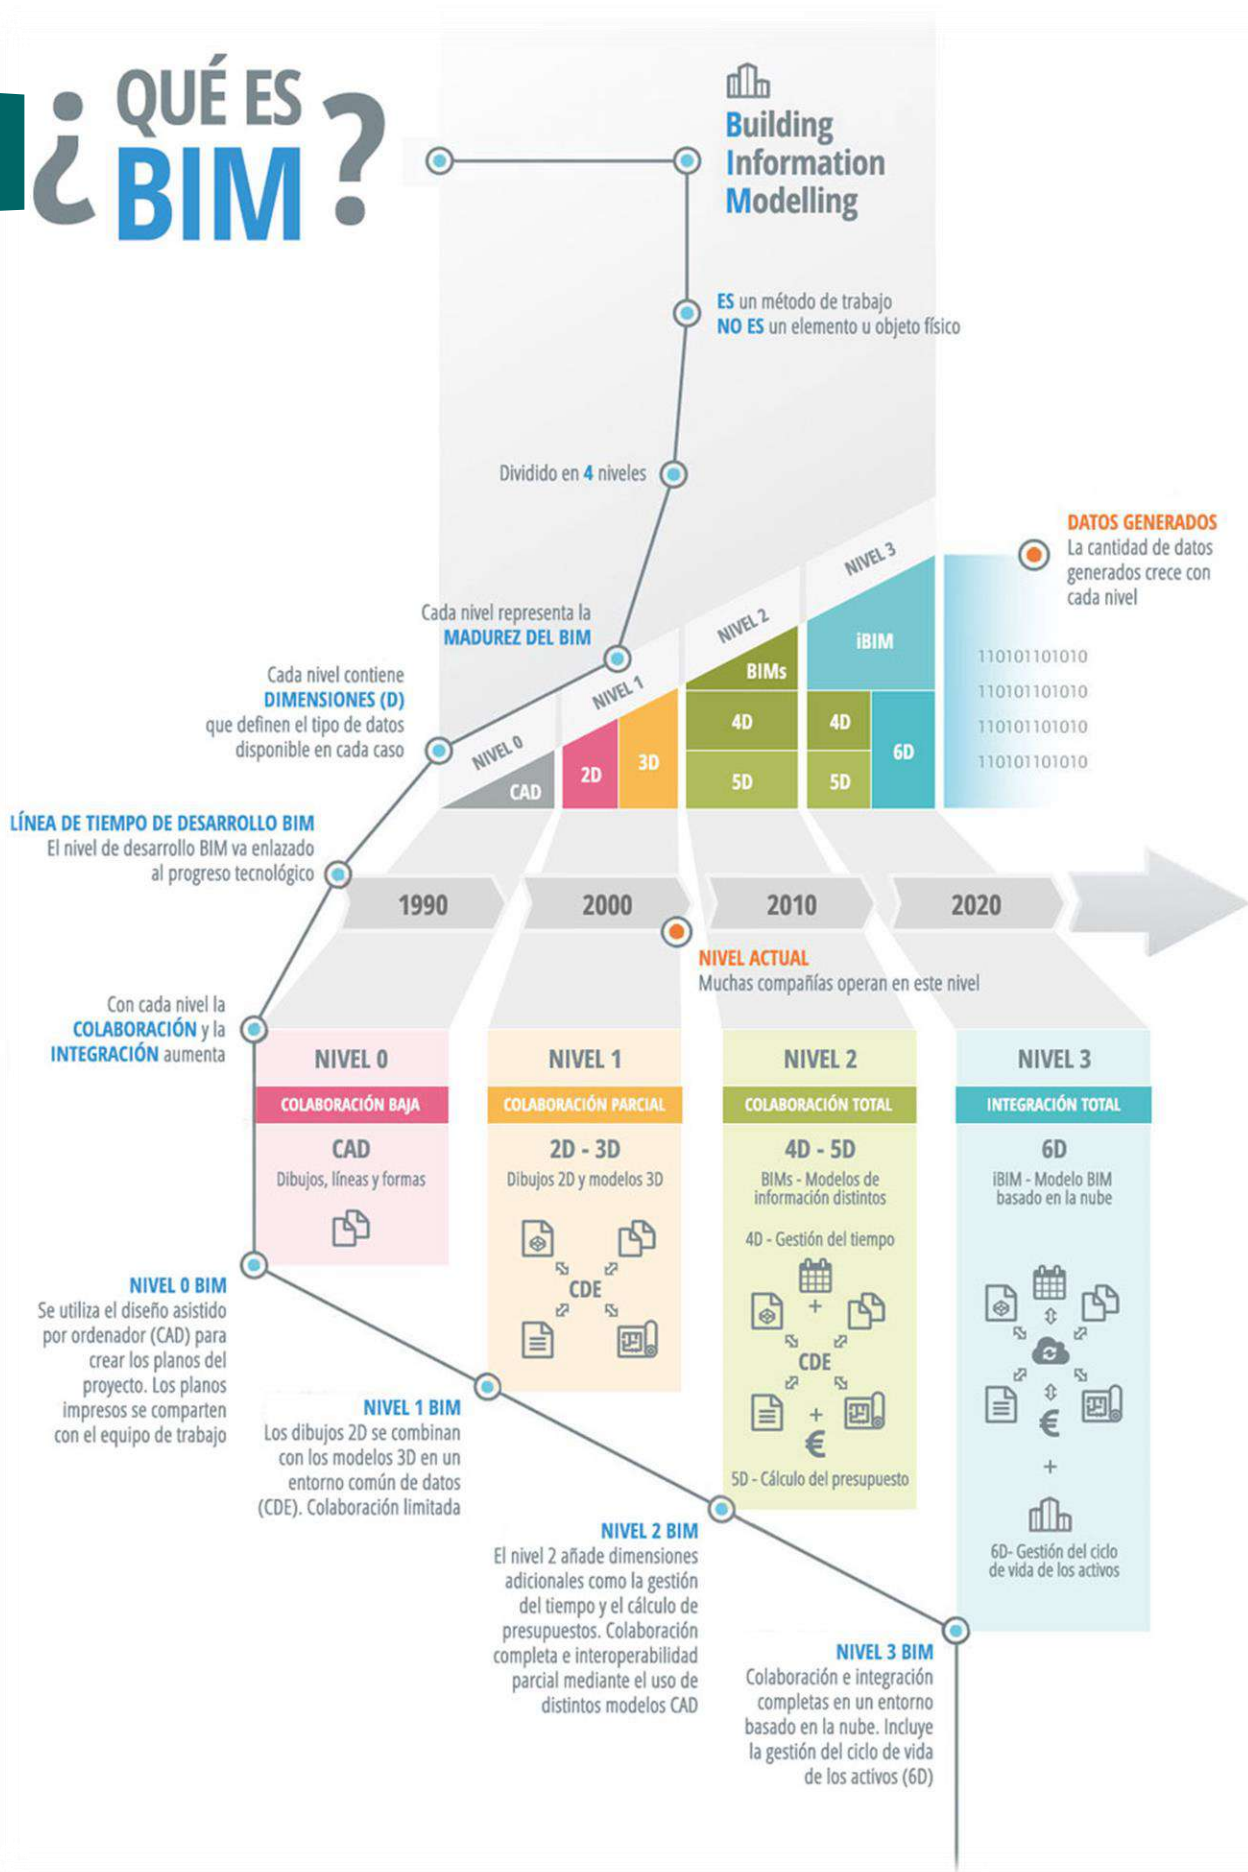 ¿QUÉ ES
BIM?
Building
Information
Modelling
ES un método de trabajo
NO ES un elemento u objeto físico
Dividido en 4 niveles
DATOS GENERADOS
La cantidad de datos
generados crece con
cada nivel
Cada nivel representa la
MADUREZ DEL BIM
Cada nivel contiene
DIMENSIONES (D)
que definen el tipo de datos
disponible en cada caso
NIVEL 0
NIVEL 1
NIVEL 2
NIVEL 3
CAD
2D
3D
BIMs
4D
5D
iBIM
4D
5D
6D
110101101010
110101101010
110101101010
110101101010
LÍNEA DE TIEMPO DE DESARROLLO BIM
El nivel de desarrollo BIM va enlazado
al progreso tecnológico
1990
2000
2010
2020
NIVEL ACTUAL
Muchas compañías operan en este nivel
Con cada nivel la
COLABORACIÓN y la
INTEGRACIÓN aumenta
NIVEL 0
COLABORACIÓN BAJA
CAD
Dibujos, líneas y formas
NIVEL 1
COLABORACIÓN PARCIAL
2D - 3D
Dibujos 2D y modelos 3D
CDE
NIVEL 2
COLABORACIÓN TOTAL
4D - 5D
BIMs - Modelos de
información distintos
4D - Gestión del tiempo
+
CDE
+
€
5D - Cálculo del presupuesto
NIVEL 3
INTEGRACIÓN TOTAL
6D
iBIM - Modelo BIM
basado en la nube
€
+
6D- Gestión del ciclo
de vida de los activos
NIVEL 0 BIM
Se utiliza el diseño asistido
por ordenador (CAD) para
crear los planos del
proyecto. Los planos
impresos se comparten
con el equipo de trabajo
NIVEL 1 BIM
Los dibujos 2D se combinan
con los modelos 3D en un
entorno común de datos
(CDE). Colaboración limitada
NIVEL 2 BIM
El nivel 2 añade dimensiones
adicionales como la gestión
del tiempo y el cálculo de
presupuestos. Colaboración
completa e interoperabilidad
parcial mediante el uso de
distintos modelos CAD
NIVEL 3 BIM
Colaboración e integración
completas en un entorno
basado en la nube. Incluye
la gestión del ciclo de vida
de los activos (6D)